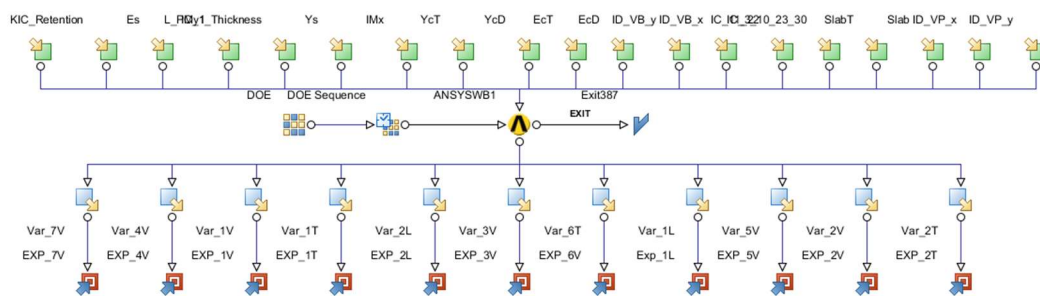 KIC_Retention Es IMy1_Thickness Ys IMx YcT YcD EcT EcD ID_VB_y ID_VB_x SlabT Slab ID_VP_x ID_VP_y
DOE DOE Sequence ANSYSWB1 Exit387
EXIT
Var_7V Var_4V Var_1V Var_1T Var_2L Var_3V Var_6T Var_1L Var_5V Var_2V Var_2T
EXP_7V EXP_4V EXP_1V EXP_1T EXP_2L EXP_3V EXP_6V Exp_1L EXP_5V EXP_2V EXP_2T